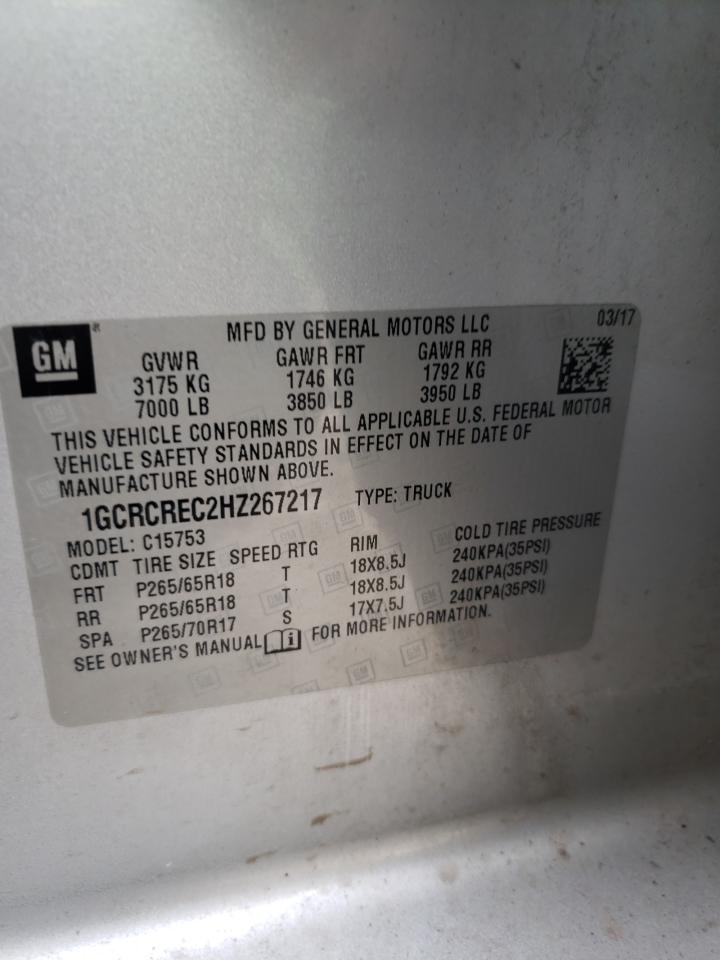 GM
MFD BY GENERAL MOTORS LLC 03/17
GVWR GAWR FRT GAWR RR
3175 KG 1746 KG 1792 KG
7000 LB 3850 LB 3950 LB
THIS VEHICLE CONFORMS TO ALL APPLICABLE U.S. FEDERAL MOTOR
VEHICLE SAFETY STANDARDS IN EFFECT ON THE DATE OF
MANUFACTURE SHOWN ABOVE.
1GCRCREC2HZ267217 TYPE: TRUCK
MODEL: C15753
CDMT TIRE SIZE SPEED RTG RIM COLD TIRE PRESSURE
FRT P265/65R18 T 18X8.5J 240KPA(35PSI)
RR P265/65R18 T 18X8.5J 240KPA(35PSI)
SPA P265/70R17 S 17X7.5J 240KPA(35PSI)
SEE OWNER'S MANUAL i FOR MORE INFORMATION.